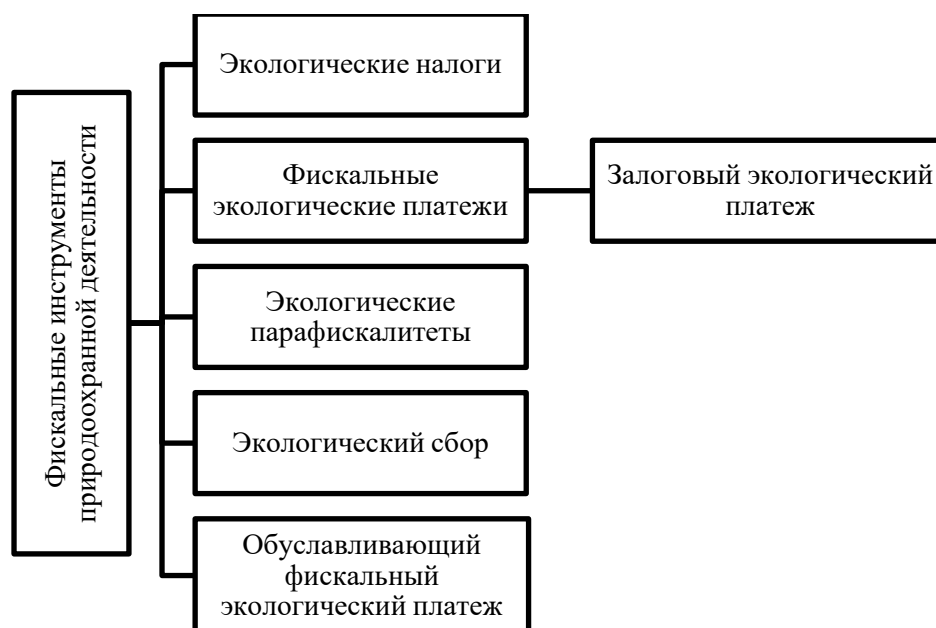 Фискальные инструменты
природоохранной деятельности
Экологические налоги
Фискальные
экологические платежи
Залоговый экологический
платеж
Экологические
парафискалитеты
Экологический сбор
Обуславливающий
фискальный
экологический платеж